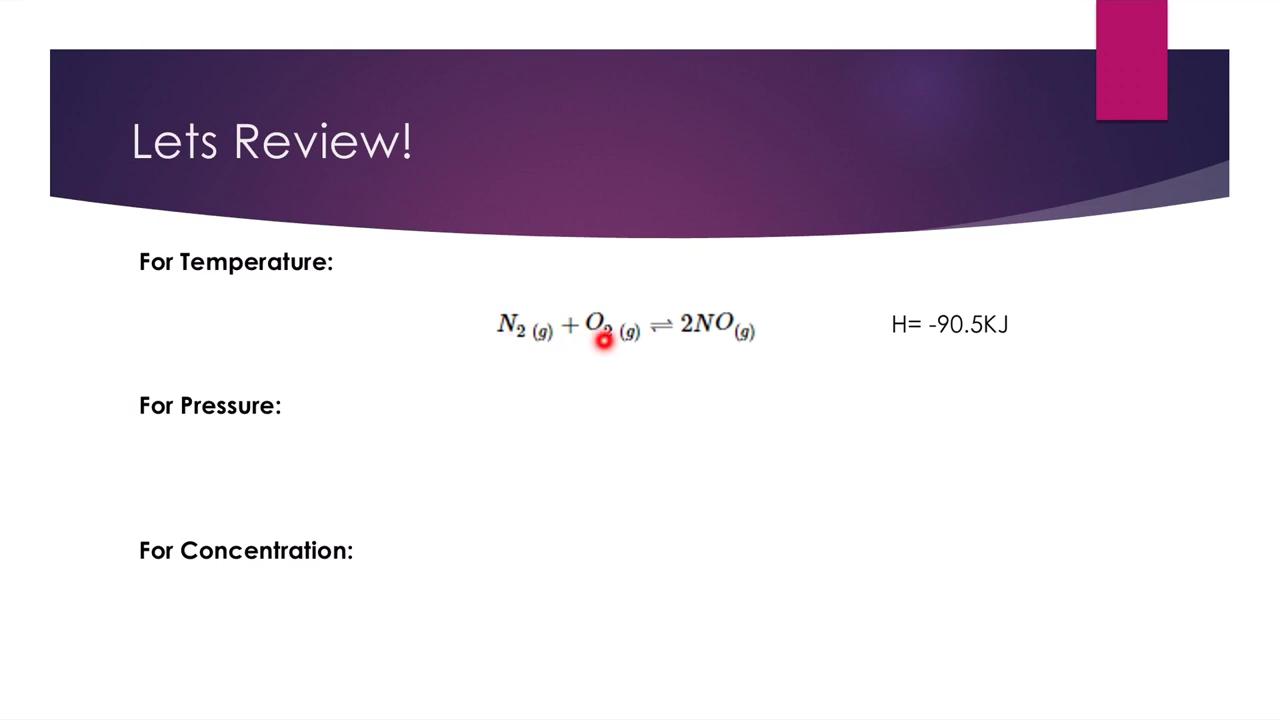 Lets Review!
For Temperature:
N₂ (g) + O₂ (g) ⇌ 2NO(g) H= -90.5KJ
For Pressure:
For Concentration: